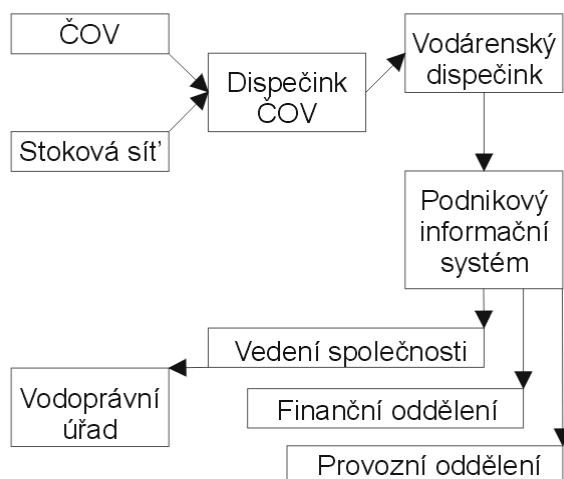 ČOV
Vodárenský
dispečink
Dispečink
ČOV
Stoková síť
Podnikový
informační
systém
Vedení společnosti
Vodoprávní
úřad
Finanční oddělení
Provozní oddělení